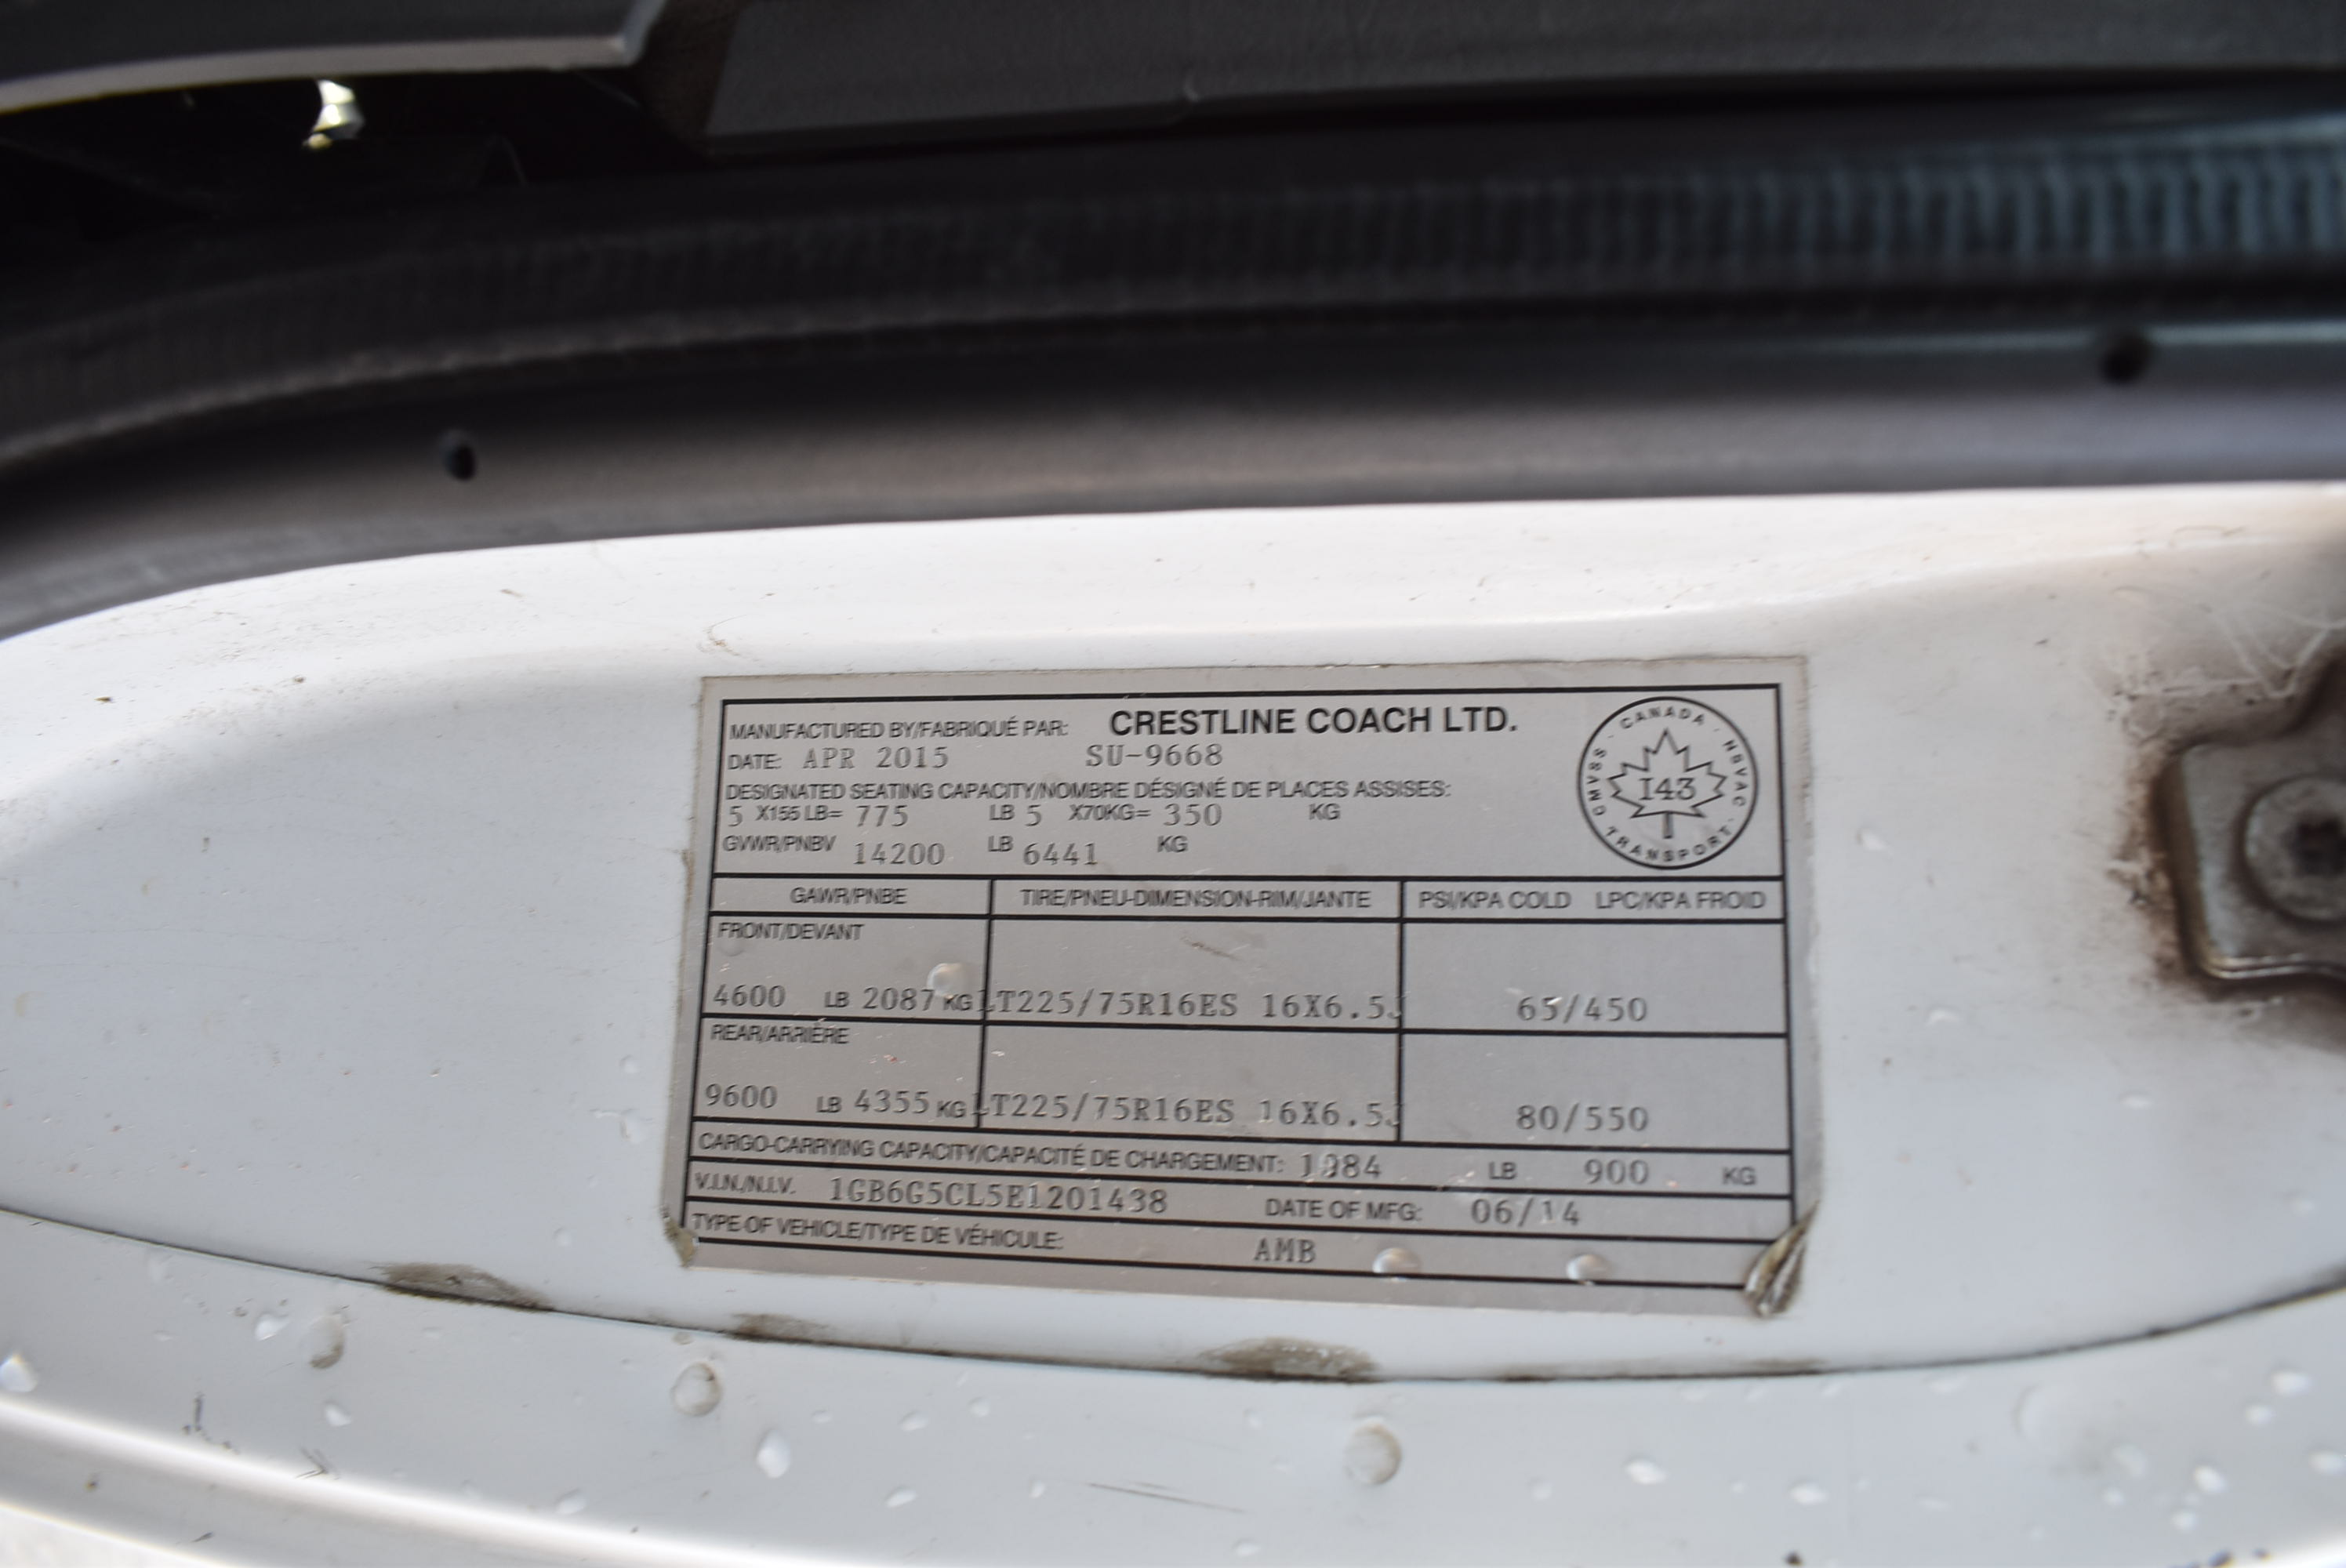 MANUFACTURED BY/FABRIQUÉ PAR: CRESTLINE COACH LTD.
DATE: APR 2015 SU-9668
DESIGNATED SEATING CAPACITY/NOMBRE DÉSIGNÉ DE PLACES ASSISES:
5 X155 LB= 775 LB 5 X70KG= 350 KG
GVWR/PNBV 14200 LB 6441 KG
CANADA
CMVSS NSVAC
143
TRANSPORT
GAWR/PNBE TIRE/PNEU-DIMENSION-RIM/JANTE PSI/KPA COLD LPC/KPA FROID
FRONT/DEVANT
4600 LB 2087 KG LT225/75R16ES 16X6.5J 65/450
REAR/ARRIÈRE
9600 LB 4355 KG LT225/75R16ES 16X6.5J 80/550
CARGO-CARRYING CAPACITY/CAPACITÉ DE CHARGEMENT: 1984 LB 900 KG
V.I.N./N.I.V. 1GB6G5CL5E1201438 DATE OF MFG: 06/14
TYPE OF VEHICLE/TYPE DE VÉHICULE: AMB